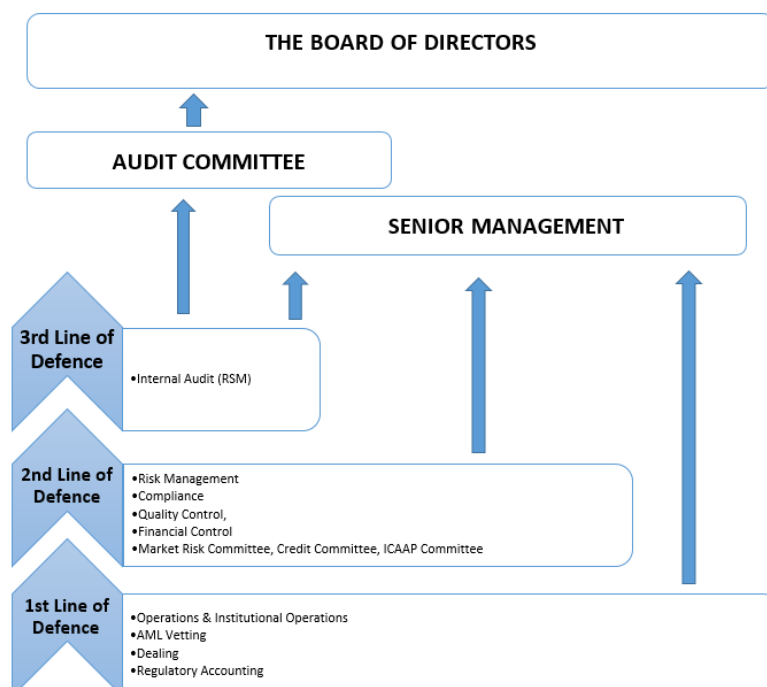 THE BOARD OF DIRECTORS
AUDIT COMMITTEE
SENIOR MANAGEMENT
3rd Line of
Defence
•Internal Audit (RSM)
2nd Line of
Defence
•Risk Management
•Compliance
•Quality Control,
•Financial Control
•Market Risk Committee, Credit Committee, ICAAP Committee
1st Line of
Defence
•Operations & Institutional Operations
•AML Vetting
•Dealing
•Regulatory Accounting